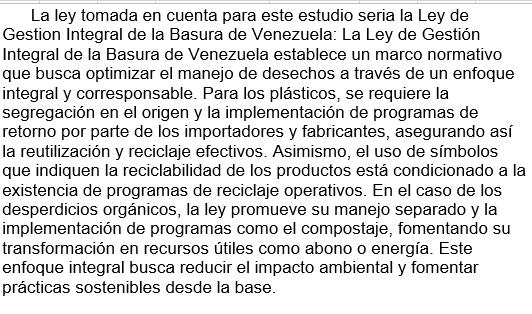 La ley tomada en cuenta para este estudio seria la Ley de
Gestion Integral de la Basura de Venezuela: La Ley de Gestión
Integral de la Basura de Venezuela establece un marco normativo
que busca optimizar el manejo de desechos a través de un enfoque
integral y corresponsable. Para los plásticos, se requiere la
segregación en el origen y la implementación de programas de
retorno por parte de los importadores y fabricantes, asegurando así
la reutilización y reciclaje efectivos. Asimismo, el uso de símbolos
que indiquen la reciclabilidad de los productos está condicionado a la
existencia de programas de reciclaje operativos. En el caso de los
desperdicios orgánicos, la ley promueve su manejo separado y la
implementación de programas como el compostaje, fomentando su
transformación en recursos útiles como abono o energía. Este
enfoque integral busca reducir el impacto ambiental y fomentar
prácticas sostenibles desde la base.